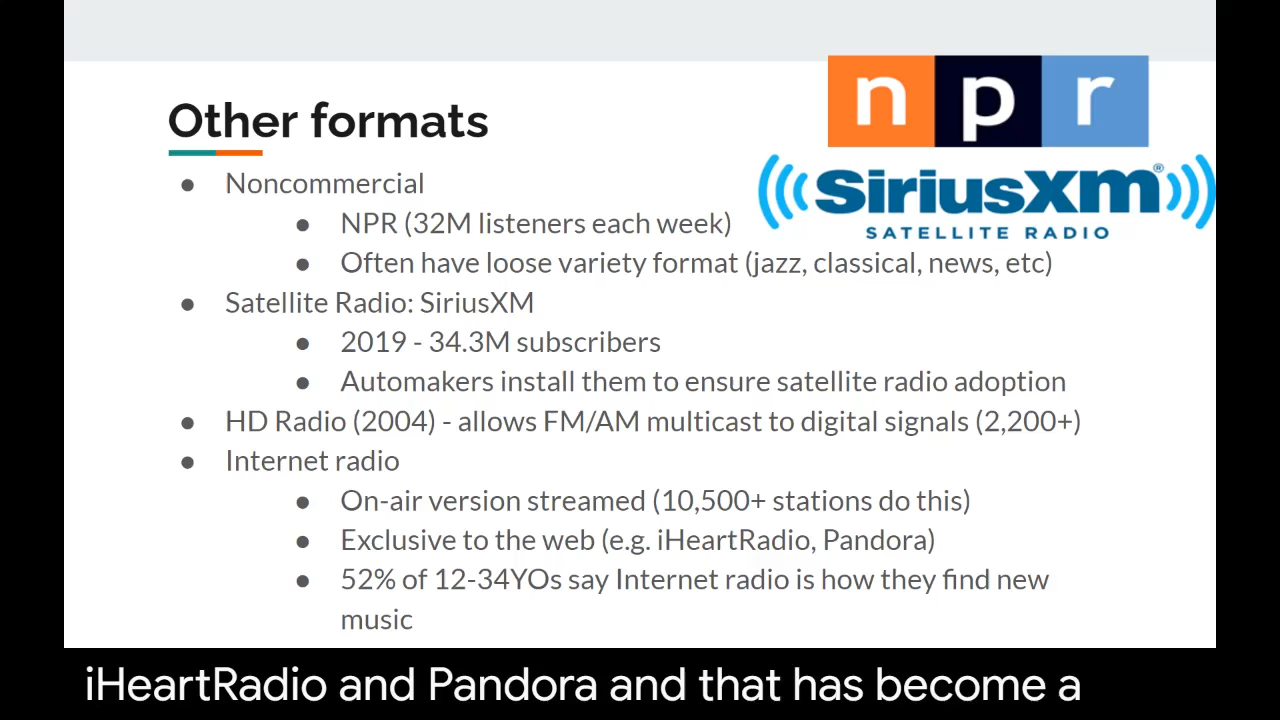 n p r
Other formats
SiriusXM®
SATELLITE RADIO
● Noncommercial
● NPR (32M listeners each week)
● Often have loose variety format (jazz, classical, news, etc)
● Satellite Radio: SiriusXM
● 2019 - 34.3M subscribers
● Automakers install them to ensure satellite radio adoption
● HD Radio (2004) - allows FM/AM multicast to digital signals (2,200+)
● Internet radio
● On-air version streamed (10,500+ stations do this)
● Exclusive to the web (e.g. iHeartRadio, Pandora)
● 52% of 12-34YOs say Internet radio is how they find new
music
iHeartRadio and Pandora and that has become a